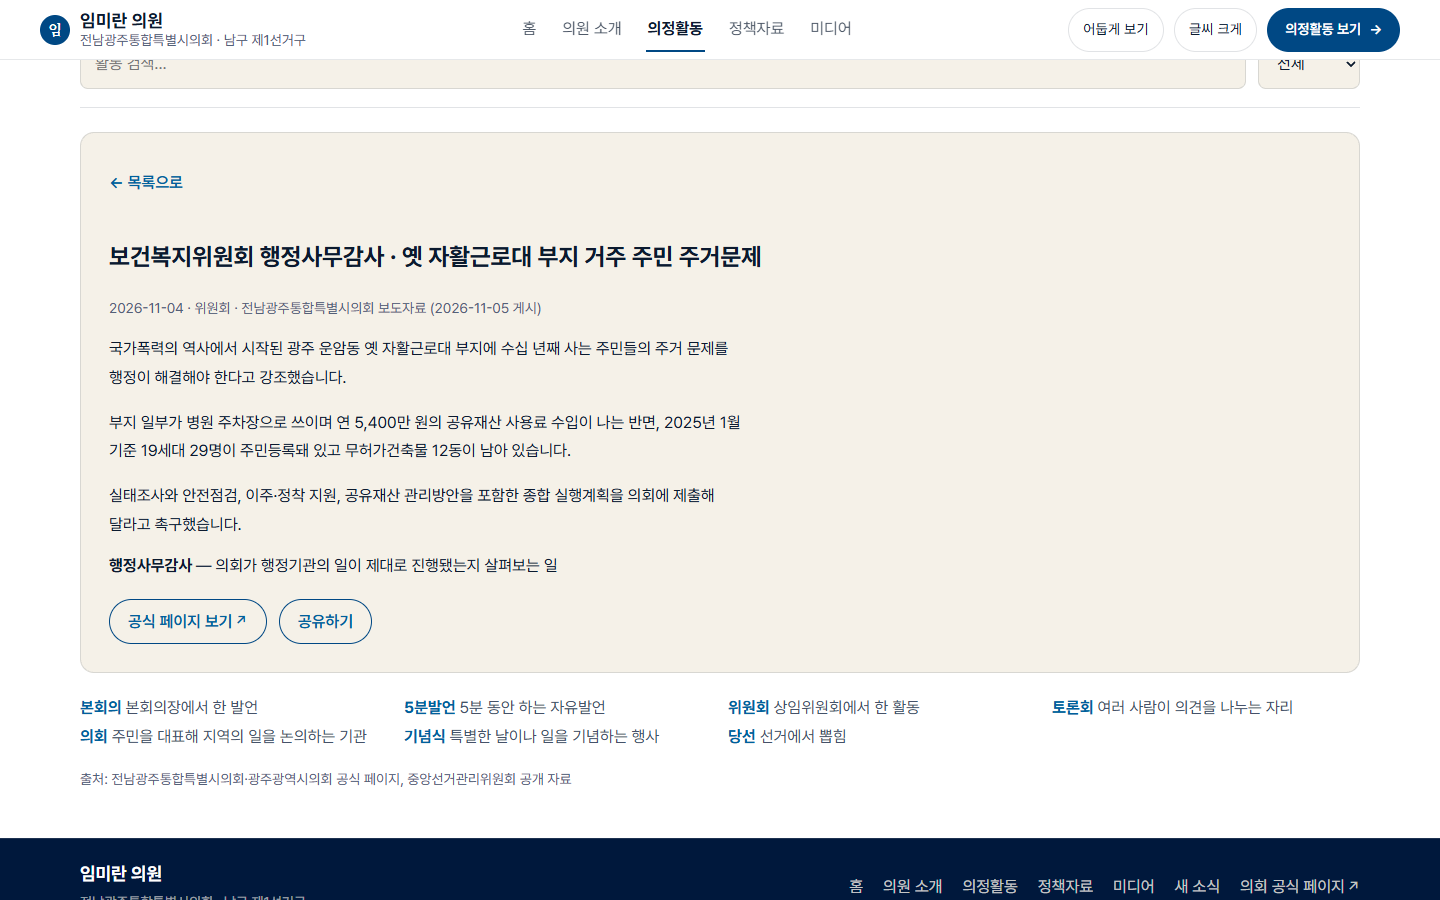 임
임미란 의원
전남광주통합특별시의회 · 남구 제1선거구
홈 의원 소개 의정활동 정책자료 미디어
어둡게 보기 글씨 크게 의정활동 보기 →
활동 검색... 전체
← 목록으로
보건복지위원회 행정사무감사 · 옛 자활근로대 부지 거주 주민 주거문제
2026-11-04 · 위원회 · 전남광주통합특별시의회 보도자료 (2026-11-05 게시)
국가폭력의 역사에서 시작된 광주 운암동 옛 자활근로대 부지에 수십 년째 사는 주민들의 주거 문제를
행정이 해결해야 한다고 강조했습니다.
부지 일부가 병원 주차장으로 쓰이며 연 5,400만 원의 공유재산 사용료 수입이 나는 반면, 2025년 1월
기준 19세대 29명이 주민등록돼 있고 무허가건축물 12동이 남아 있습니다.
실태조사와 안전점검, 이주·정착 지원, 공유재산 관리방안을 포함한 종합 실행계획을 의회에 제출해
달라고 촉구했습니다.
행정사무감사 — 의회가 행정기관의 일이 제대로 진행됐는지 살펴보는 일
공식 페이지 보기 ↗ 공유하기
본회의 본회의장에서 한 발언 5분발언 5분 동안 하는 자유발언 위원회 상임위원회에서 한 활동 토론회 여러 사람이 의견을 나누는 자리
의회 주민을 대표해 지역의 일을 논의하는 기관 기념식 특별한 날이나 일을 기념하는 행사 당선 선거에서 뽑힘
출처: 전남광주통합특별시의회·광주광역시의회 공식 페이지, 중앙선거관리위원회 공개 자료
임미란 의원
홈 의원 소개 의정활동 정책자료 미디어 새 소식 의회 공식 페이지 ↗
전남광주통합특별시의회 · 남구 제1선거구